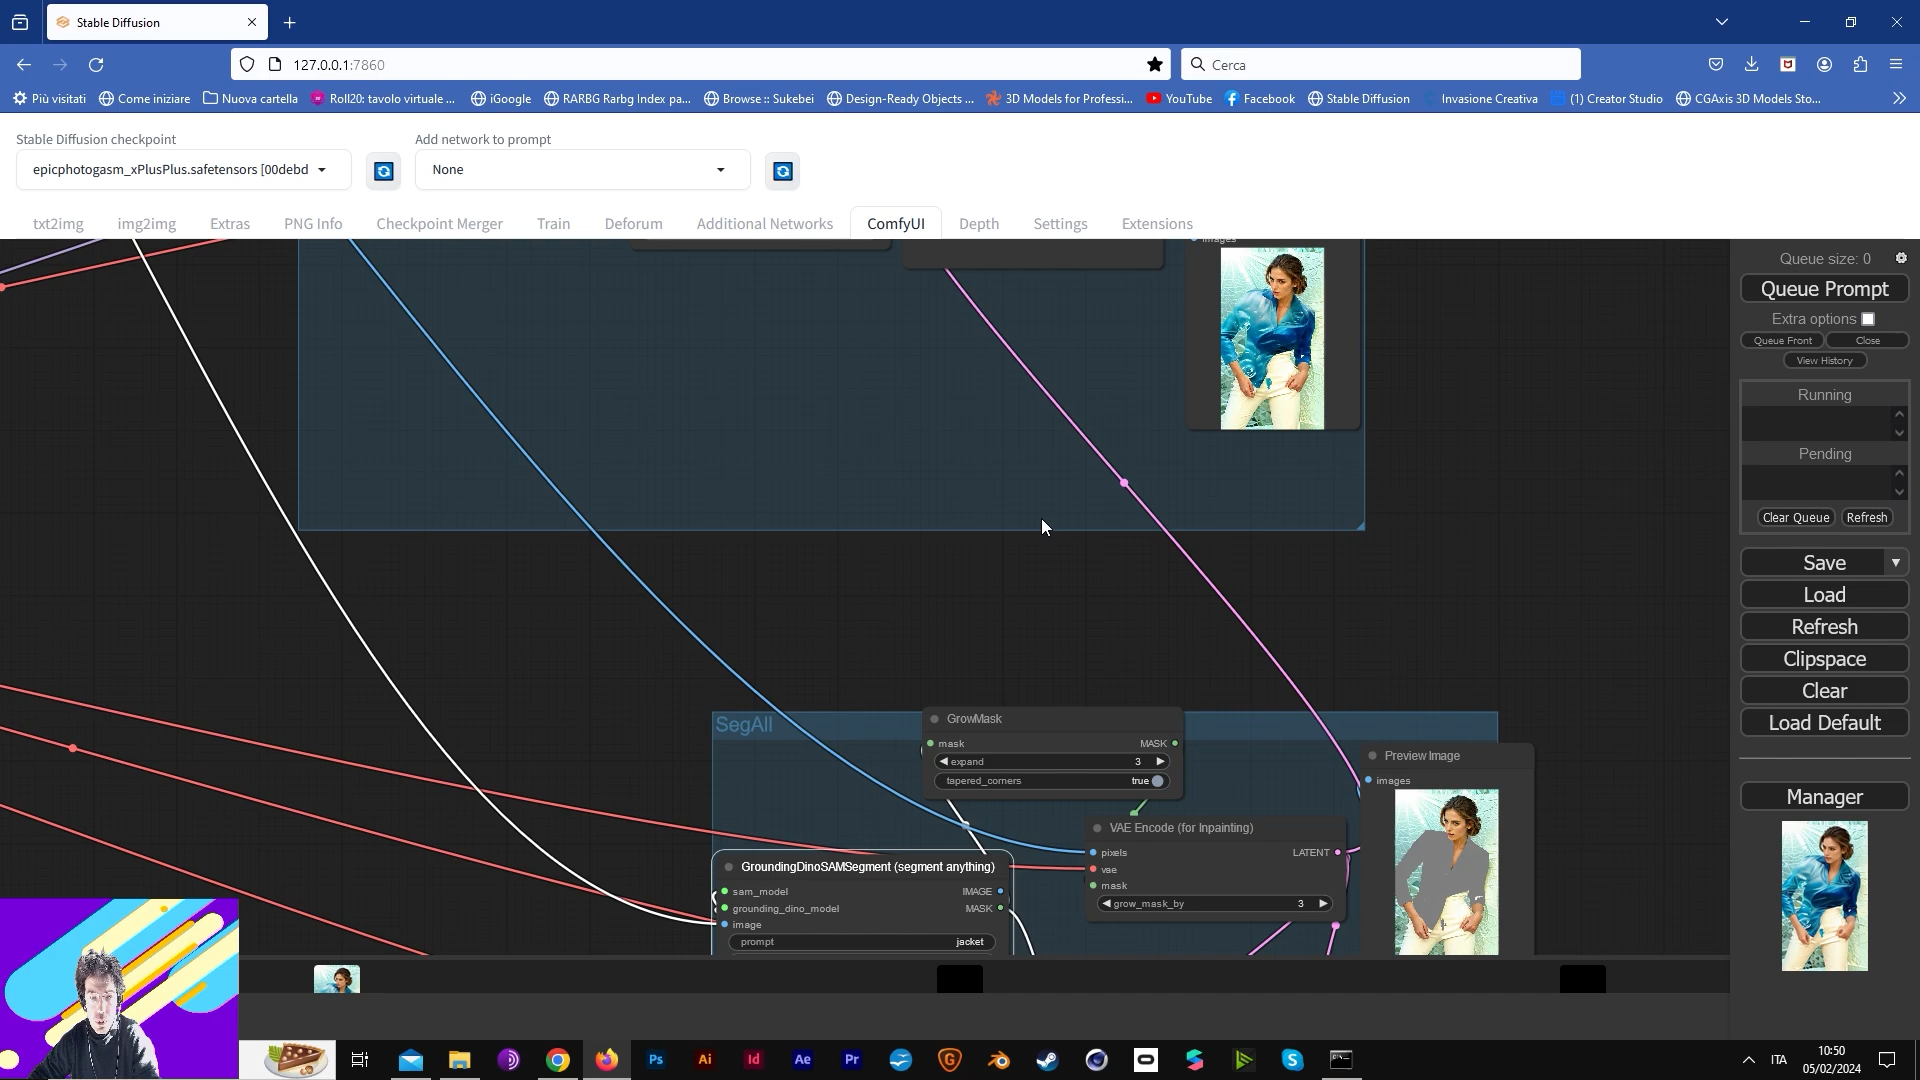 Stable Diffusion
127.0.0.1:7860
Cerca
Più visitati
Come iniziare
Nuova cartella
Roll20: tavolo virtuale ...
iGoogle
RARBG Rarbg Index pa...
Browse :: Sukebei
Design-Ready Objects ...
3D Models for Professi...
YouTube
Facebook
Stable Diffusion
Invasione Creativa
(1) Creator Studio
CGAxis 3D Models Sto...
Stable Diffusion checkpoint
Add network to prompt
epicphotogasm_xPlusPlus.safetensors [00debd
None
txt2img
img2img
Extras
PNG Info
Checkpoint Merger
Train
Deforum
Additional Networks
ComfyUI
Depth
Settings
Extensions
images
Queue size: 0
Queue Prompt
Extra options
Queue Front
Close
View History
Running
Pending
Clear Queue
Refresh
Save
Load
Refresh
Clipspace
Clear
Load Default
Manager
SegAll
GrowMask
mask
MASK
expand
3
tapered_corners
true
Preview Image
images
VAE Encode (for Inpainting)
pixels
LATENT
vae
mask
grow_mask_by
3
GroundingDinoSAMSegment (segment anything)
sam_model
IMAGE
grounding_dino_model
MASK
image
prompt
jacket
Ps
Ai
Id
Ae
Pr
ITA
10:50
05/02/2024